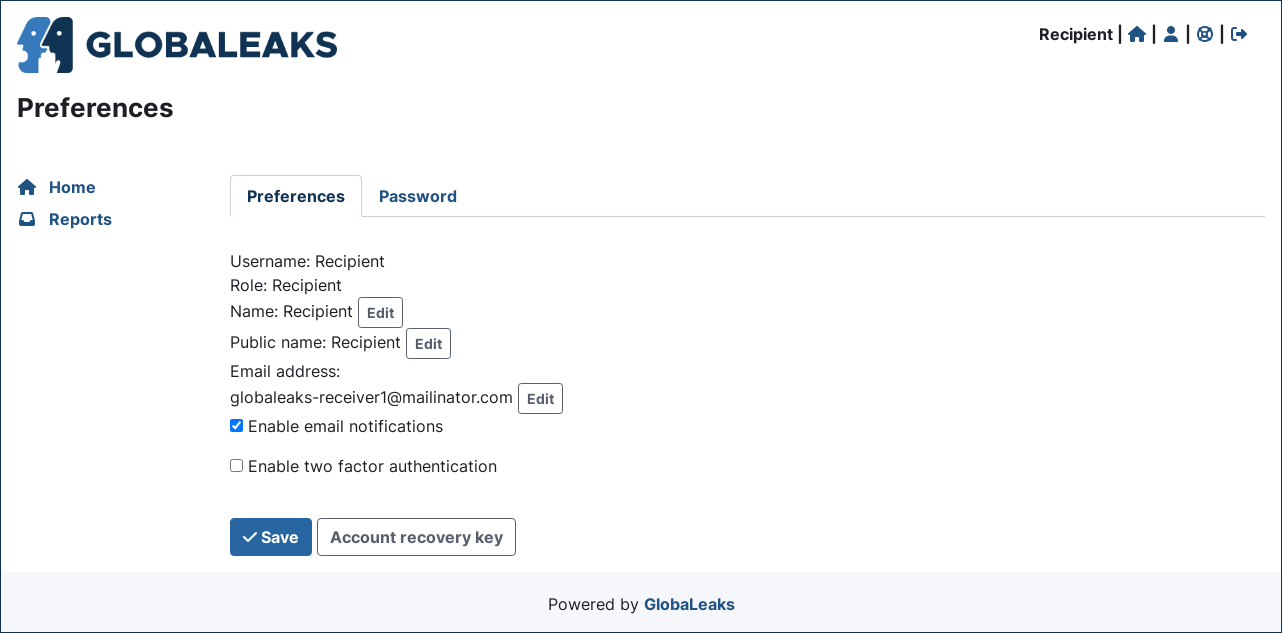 GLOBALEAKS
Recipient | | | |
Preferences
Home
Reports
Preferences Password
Username: Recipient
Role: Recipient
Name: Recipient Edit
Public name: Recipient Edit
Email address:
globaleaks-receiver1@mailinator.com Edit
Enable email notifications
Enable two factor authentication
Save Account recovery key
Powered by GlobaLeaks